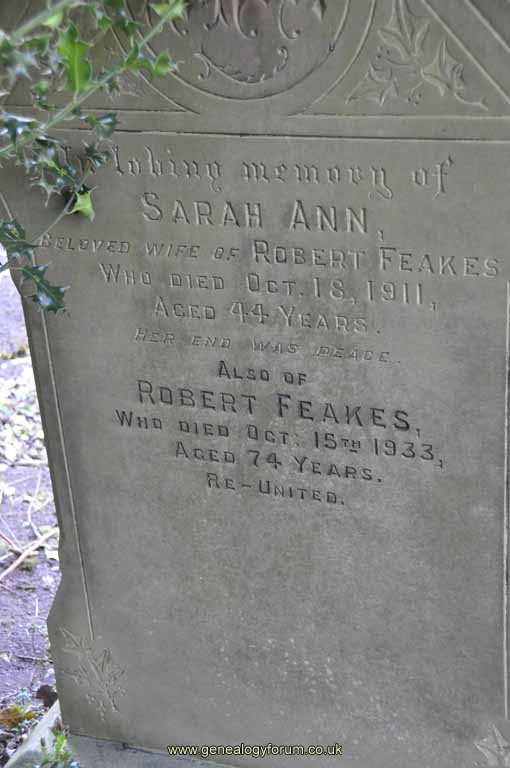 In loving memory of
SARAH ANN,
BELOVED WIFE OF ROBERT FEAKES
WHO DIED OCT. 18, 1911,
AGED 44 YEARS.
HER END WAS PEACE.
ALSO OF
ROBERT FEAKES,
WHO DIED OCT: 15TH 1933,
AGED 74 YEARS.
RE-UNITED.
www.genealogyforum.co.uk